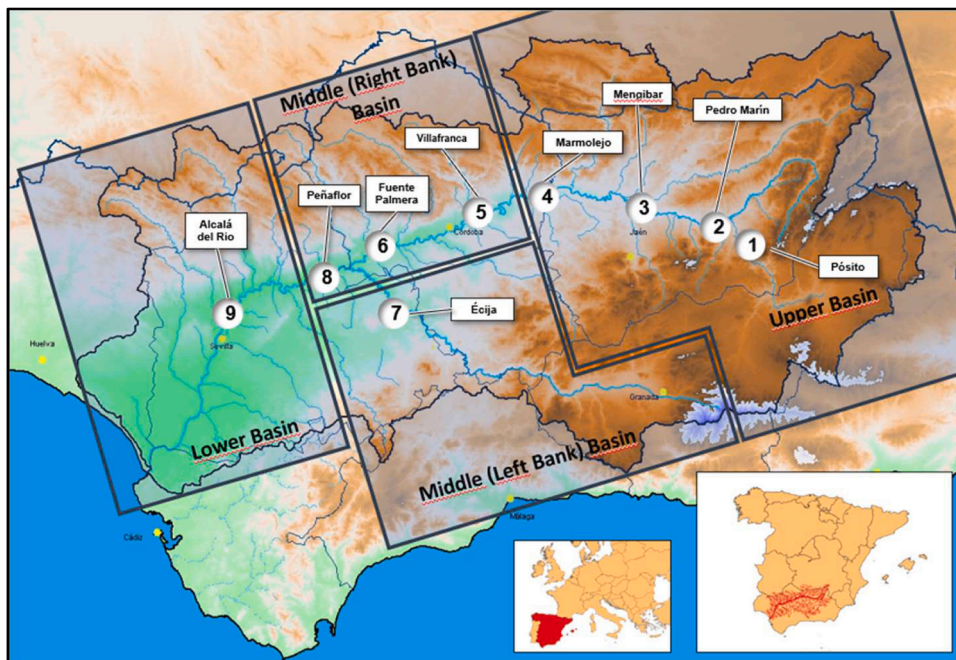 Middle (Right Bank)
Basin
Mengibar
Pedro Marín
Villafranca
Marmolejo
Fuente
Palmera
Peñaflor
Alcalá
del Rio
4
3
5
2
6
1
Córdoba
Jaén
Pósito
8
9
7
Écija
Upper Basin
Huelva
Sevilla
Granada
Lower Basin
Middle (Left Bank) Basin
Málaga
Cádiz